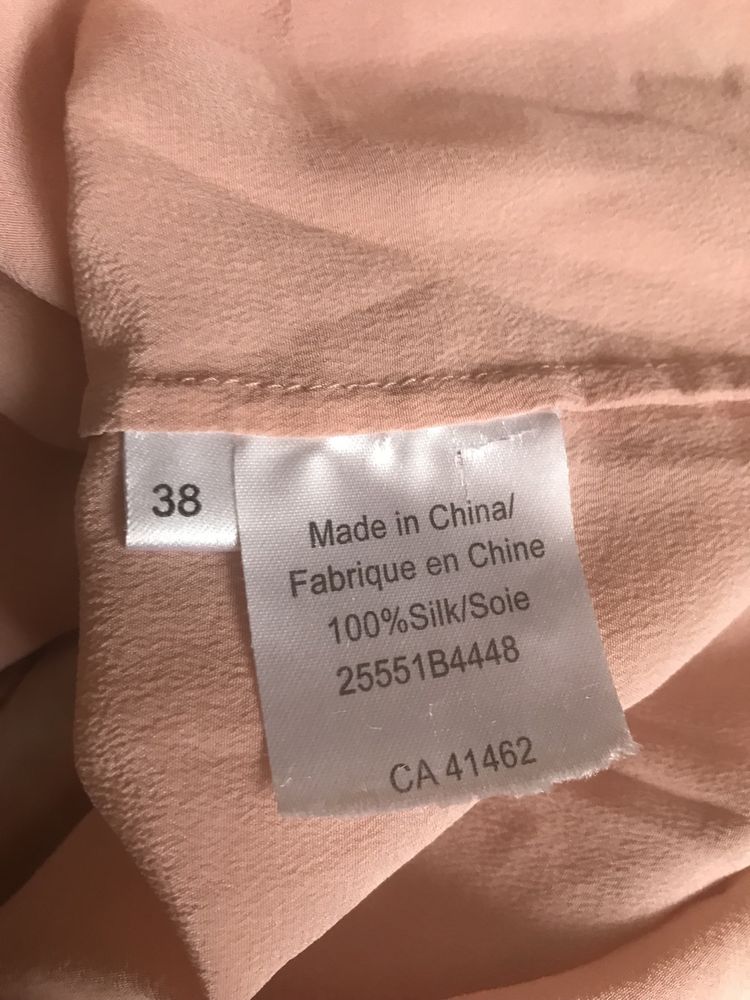 38
Made in China/
Fabrique en Chine
100%Silk/Soie
25551B4448
CA 41462